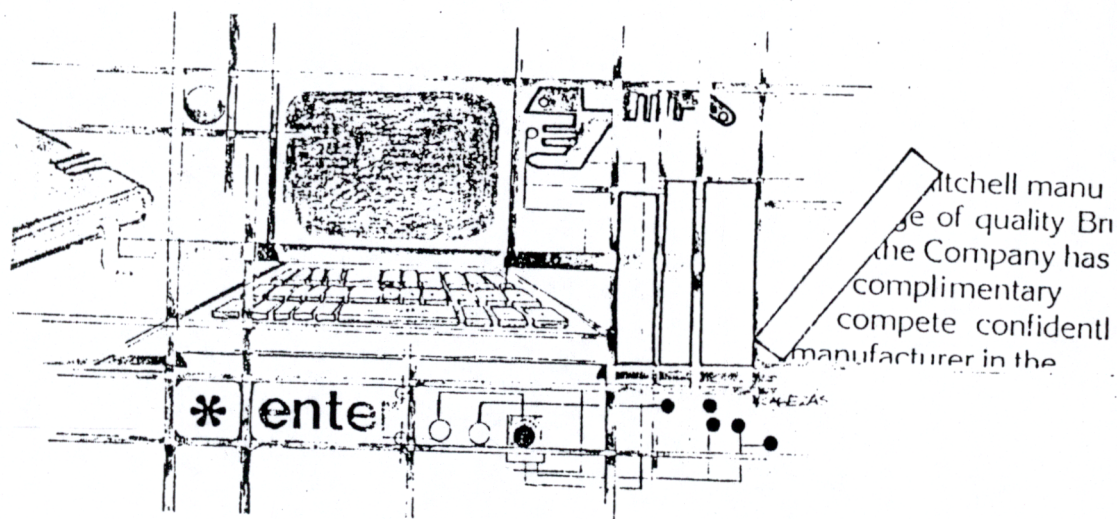 itchell manu
ge of quality Bri
the Company has
complimentary
compete confidentl
manufacturer in the
* enter